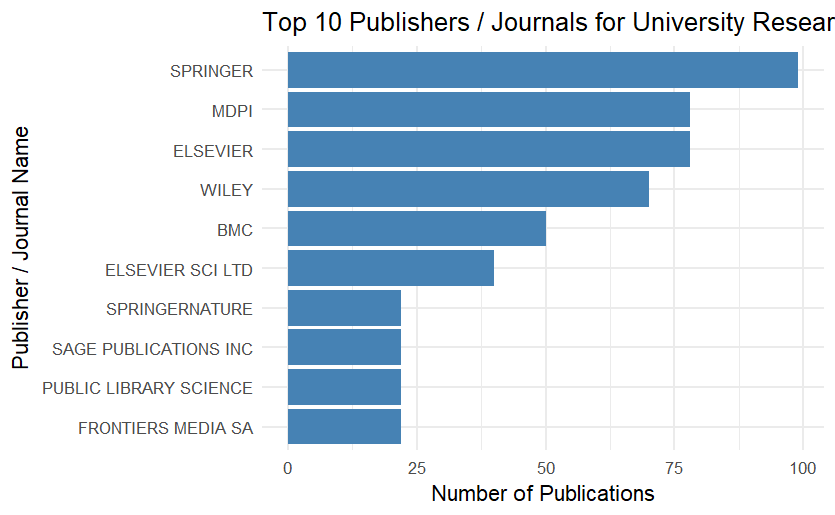 Top 10 Publishers / Journals for University Resear
SPRINGER
MDPI
ELSEVIER
WILEY
BMC
ELSEVIER SCI LTD
SPRINGERNATURE
SAGE PUBLICATIONS INC
PUBLIC LIBRARY SCIENCE
FRONTIERS MEDIA SA
Publisher / Journal Name
0 25 50 75 100
Number of Publications